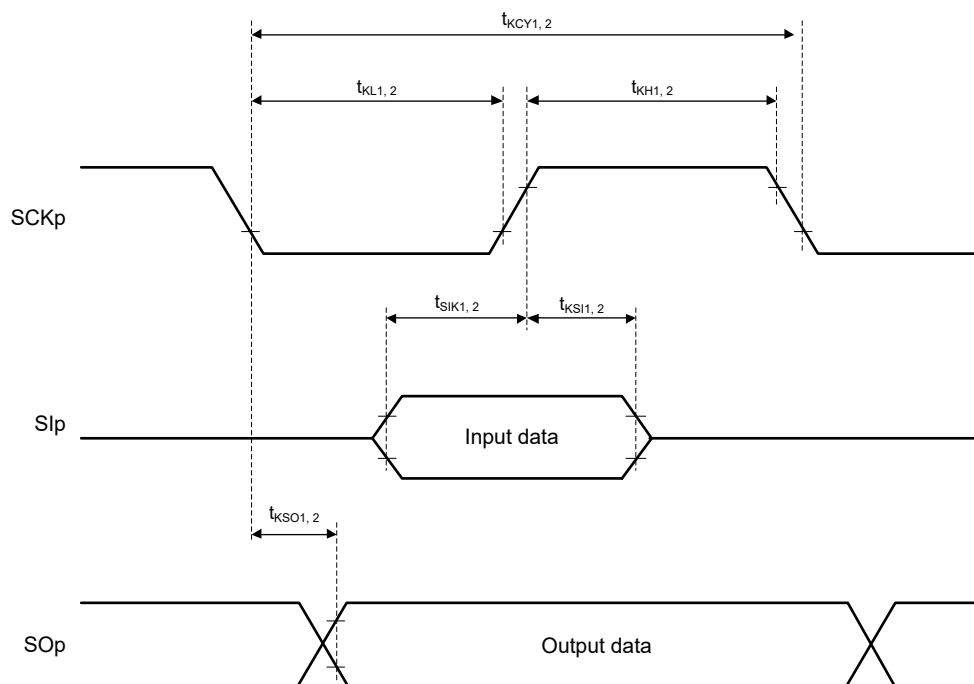 tKCY1, 2
tKL1, 2
tKH1, 2
SCKp
tSIK1, 2
tKSI1, 2
SIp
Input data
tKSO1, 2
SOp
Output data